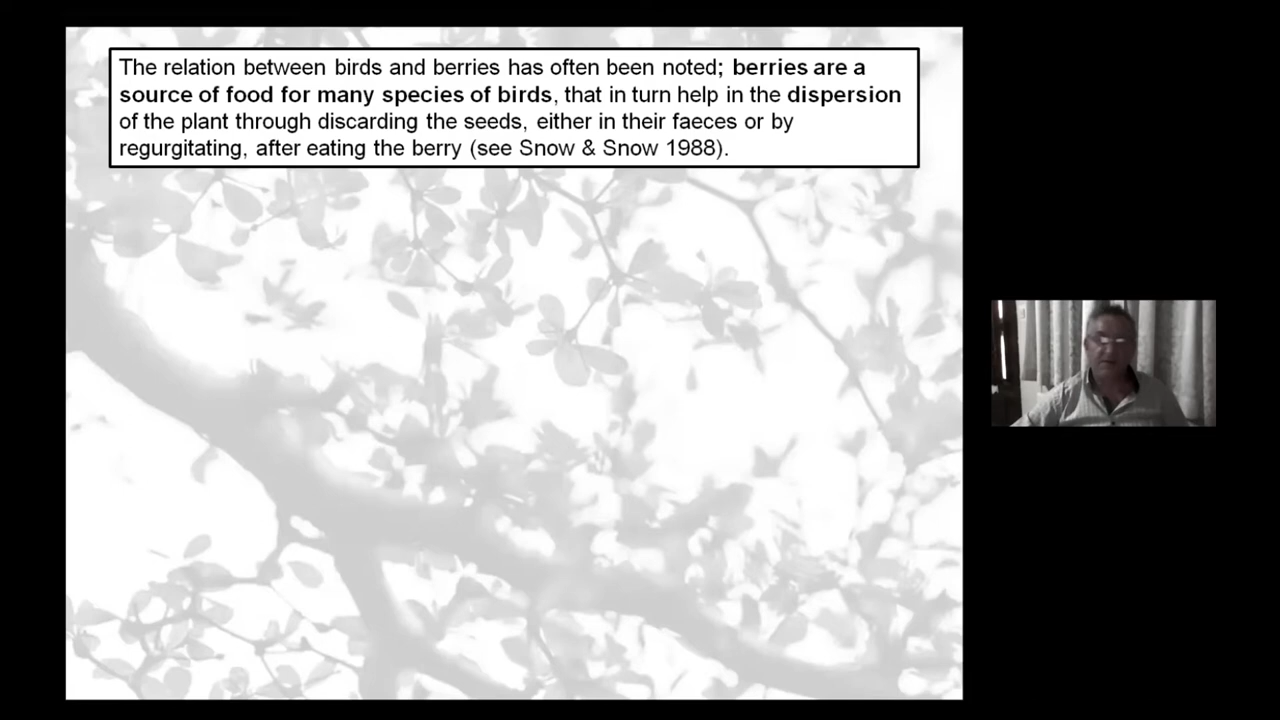 The relation between birds and berries has often been noted; berries are a
source of food for many species of birds, that in turn help in the dispersion
of the plant through discarding the seeds, either in their faeces or by
regurgitating, after eating the berry (see Snow & Snow 1988).